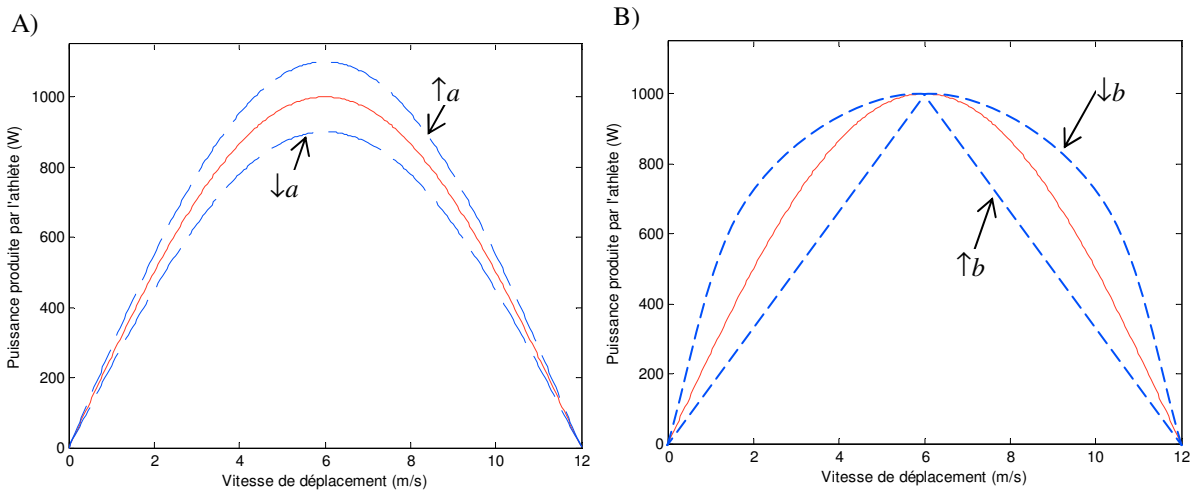 A)
1000
800
600
400
200
0
0 2 4 6 8 10 12
Puissance produite par l'athlète (W)
Vitesse de déplacement (m/s)
↑a
↓a
B)
1000
800
600
400
200
0
0 2 4 6 8 10 12
Puissance produite par l'athlète (W)
Vitesse de déplacement (m/s)
↓b
↑b